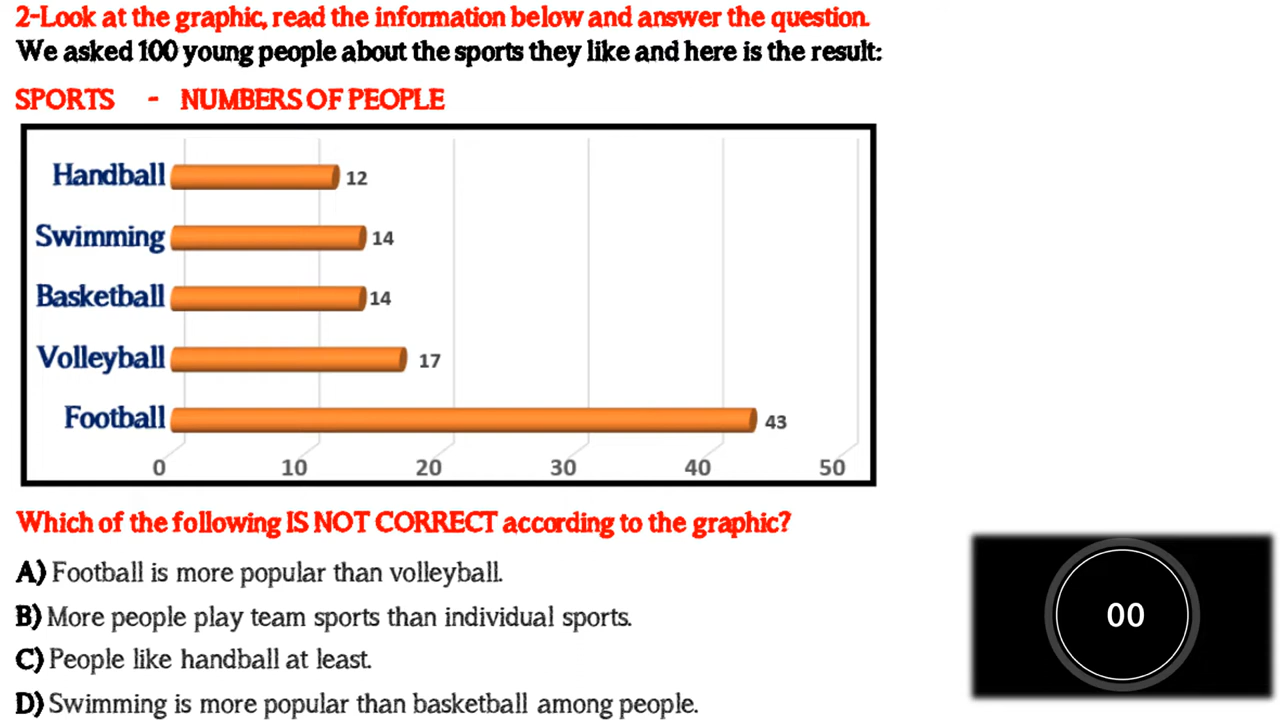 2-Look at the graphic, read the information below and answer the question.
We asked 100 young people about the sports they like and here is the result:
SPORTS - NUMBERS OF PEOPLE
Handball 12
Swimming 14
Basketball 14
Volleyball 17
Football 43
0 10 20 30 40 50
Which of the following IS NOT CORRECT according to the graphic?
A) Football is more popular than volleyball.
B) More people play team sports than individual sports.
C) People like handball at least.
D) Swimming is more popular than basketball among people.
00